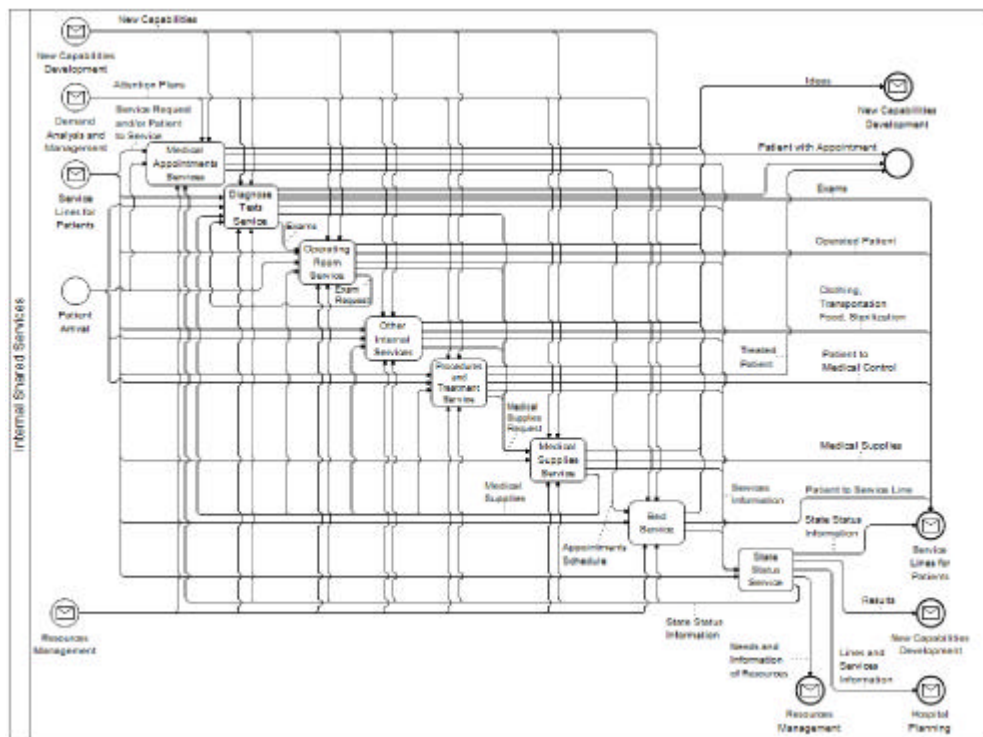 Internal Shared Services
New Capabilities
New Capabilities
Development
Attention Plans
Demand
Analysis and
Management
Service Request
and/or Patient
to Service
Service
Lines for
Patients
Patient
Arrival
Resources
Management
Medical
Appointments
Services
Diagnose
Tests
Service
Exams
Operating
Room
Service
Exam
Request
Other
Internal
Services
Procedures
and
Treatment
Service
Medical
Supplies
Request
Medical
Supplies
Service
Medical
Supplies
Bed
Service
Appointments
Schedule
State
Status
Service
State Status
Information
Services
Information
Ideas
New Capabilities
Development
Patient with Appointment
Exams
Operated Patient
Clothing,
Transportation
Food, Sterilization
Treated
Patient
Patient to
Medical Control
Medical Supplies
Patient to Service Line
State Status
Information
Service
Lines for
Patients
Results
New Capabilities
Development
Needs and
Information
of Resources
Lines and
Services
Information
Resources
Management
Hospital
Planning